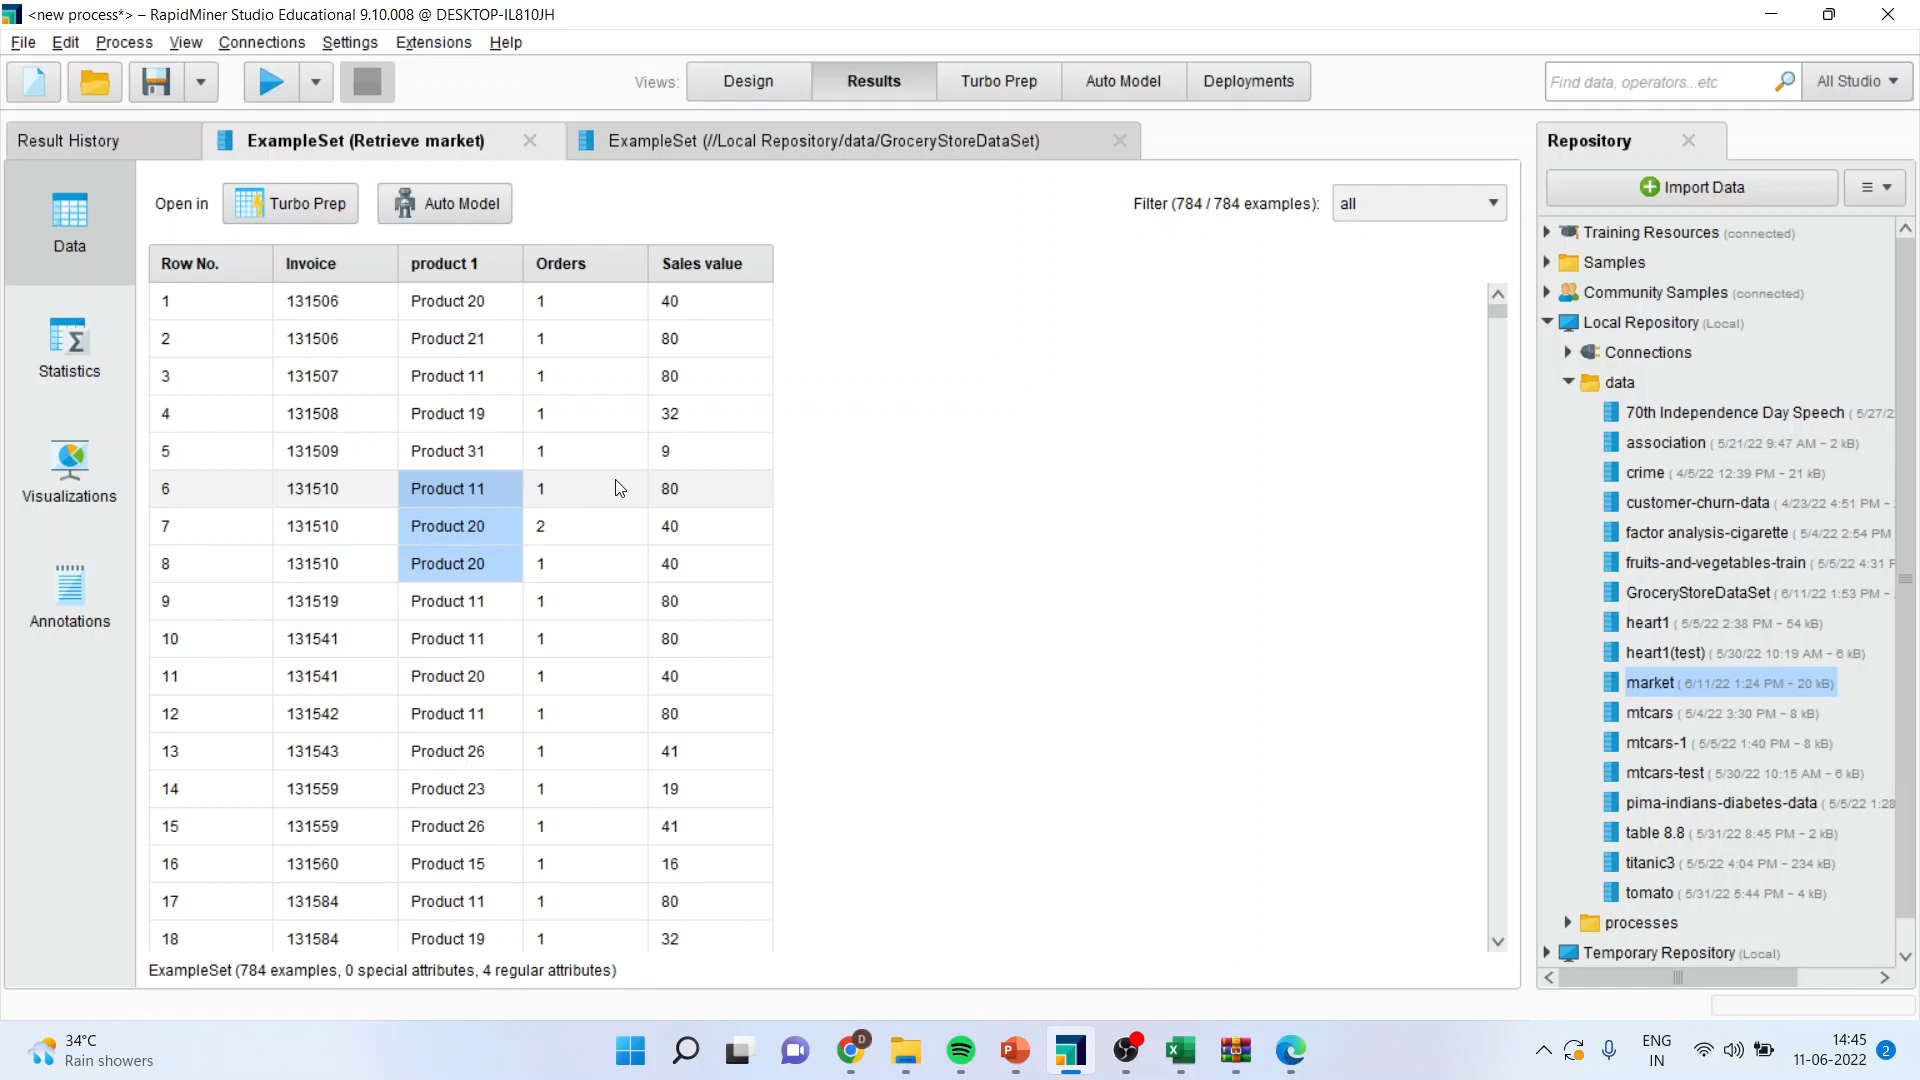 <new process*> – RapidMiner Studio Educational 9.10.008 @ DESKTOP-IL810JH
File Edit Process View Connections Settings Extensions Help
Views: Design Results Turbo Prep Auto Model Deployments
Find data, operators...etc All Studio
Result History
ExampleSet (Retrieve market)
ExampleSet (//Local Repository/data/GroceryStoreDataSet)
Data
Statistics
Visualizations
Annotations
Open in Turbo Prep Auto Model
Filter (784 / 784 examples): all
Row No. Invoice product 1 Orders Sales value
1 131506 Product 20 1 40
2 131506 Product 21 1 80
3 131507 Product 11 1 80
4 131508 Product 19 1 32
5 131509 Product 31 1 9
6 131510 Product 11 1 80
7 131510 Product 20 2 40
8 131510 Product 20 1 40
9 131519 Product 11 1 80
10 131541 Product 11 1 80
11 131541 Product 20 1 40
12 131542 Product 11 1 80
13 131543 Product 26 1 41
14 131559 Product 23 1 19
15 131559 Product 26 1 41
16 131560 Product 15 1 16
17 131584 Product 11 1 80
18 131584 Product 19 1 32
ExampleSet (784 examples, 0 special attributes, 4 regular attributes)
Repository
Import Data
Training Resources (connected)
Samples
Community Samples (connected)
Local Repository (Local)
Connections
data
70th Independence Day Speech ( 5/27/2
association ( 5/21/22 9:47 AM – 2 kB)
crime ( 4/5/22 12:39 PM – 21 kB)
customer-churn-data ( 4/23/22 4:51 PM –
factor analysis-cigarette ( 5/4/22 2:54 PM
fruits-and-vegetables-train ( 5/5/22 4:31 P
GroceryStoreDataSet ( 6/11/22 1:53 PM –
heart1 ( 5/5/22 2:38 PM – 54 kB)
heart1(test) ( 5/30/22 10:19 AM – 6 kB)
market ( 6/11/22 1:24 PM – 20 kB)
mtcars ( 5/4/22 3:30 PM – 8 kB)
mtcars-1 ( 5/5/22 1:40 PM – 8 kB)
mtcars-test ( 5/30/22 10:15 AM – 6 kB)
pima-indians-diabetes-data ( 5/5/22 1:28
table 8.8 ( 5/31/22 8:45 PM – 2 kB)
titanic3 ( 5/5/22 4:04 PM – 234 kB)
tomato ( 5/31/22 5:44 PM – 4 kB)
processes
Temporary Repository (Local)
34°C
Rain showers
D
P
ENG
IN
14:45
11-06-2022
2